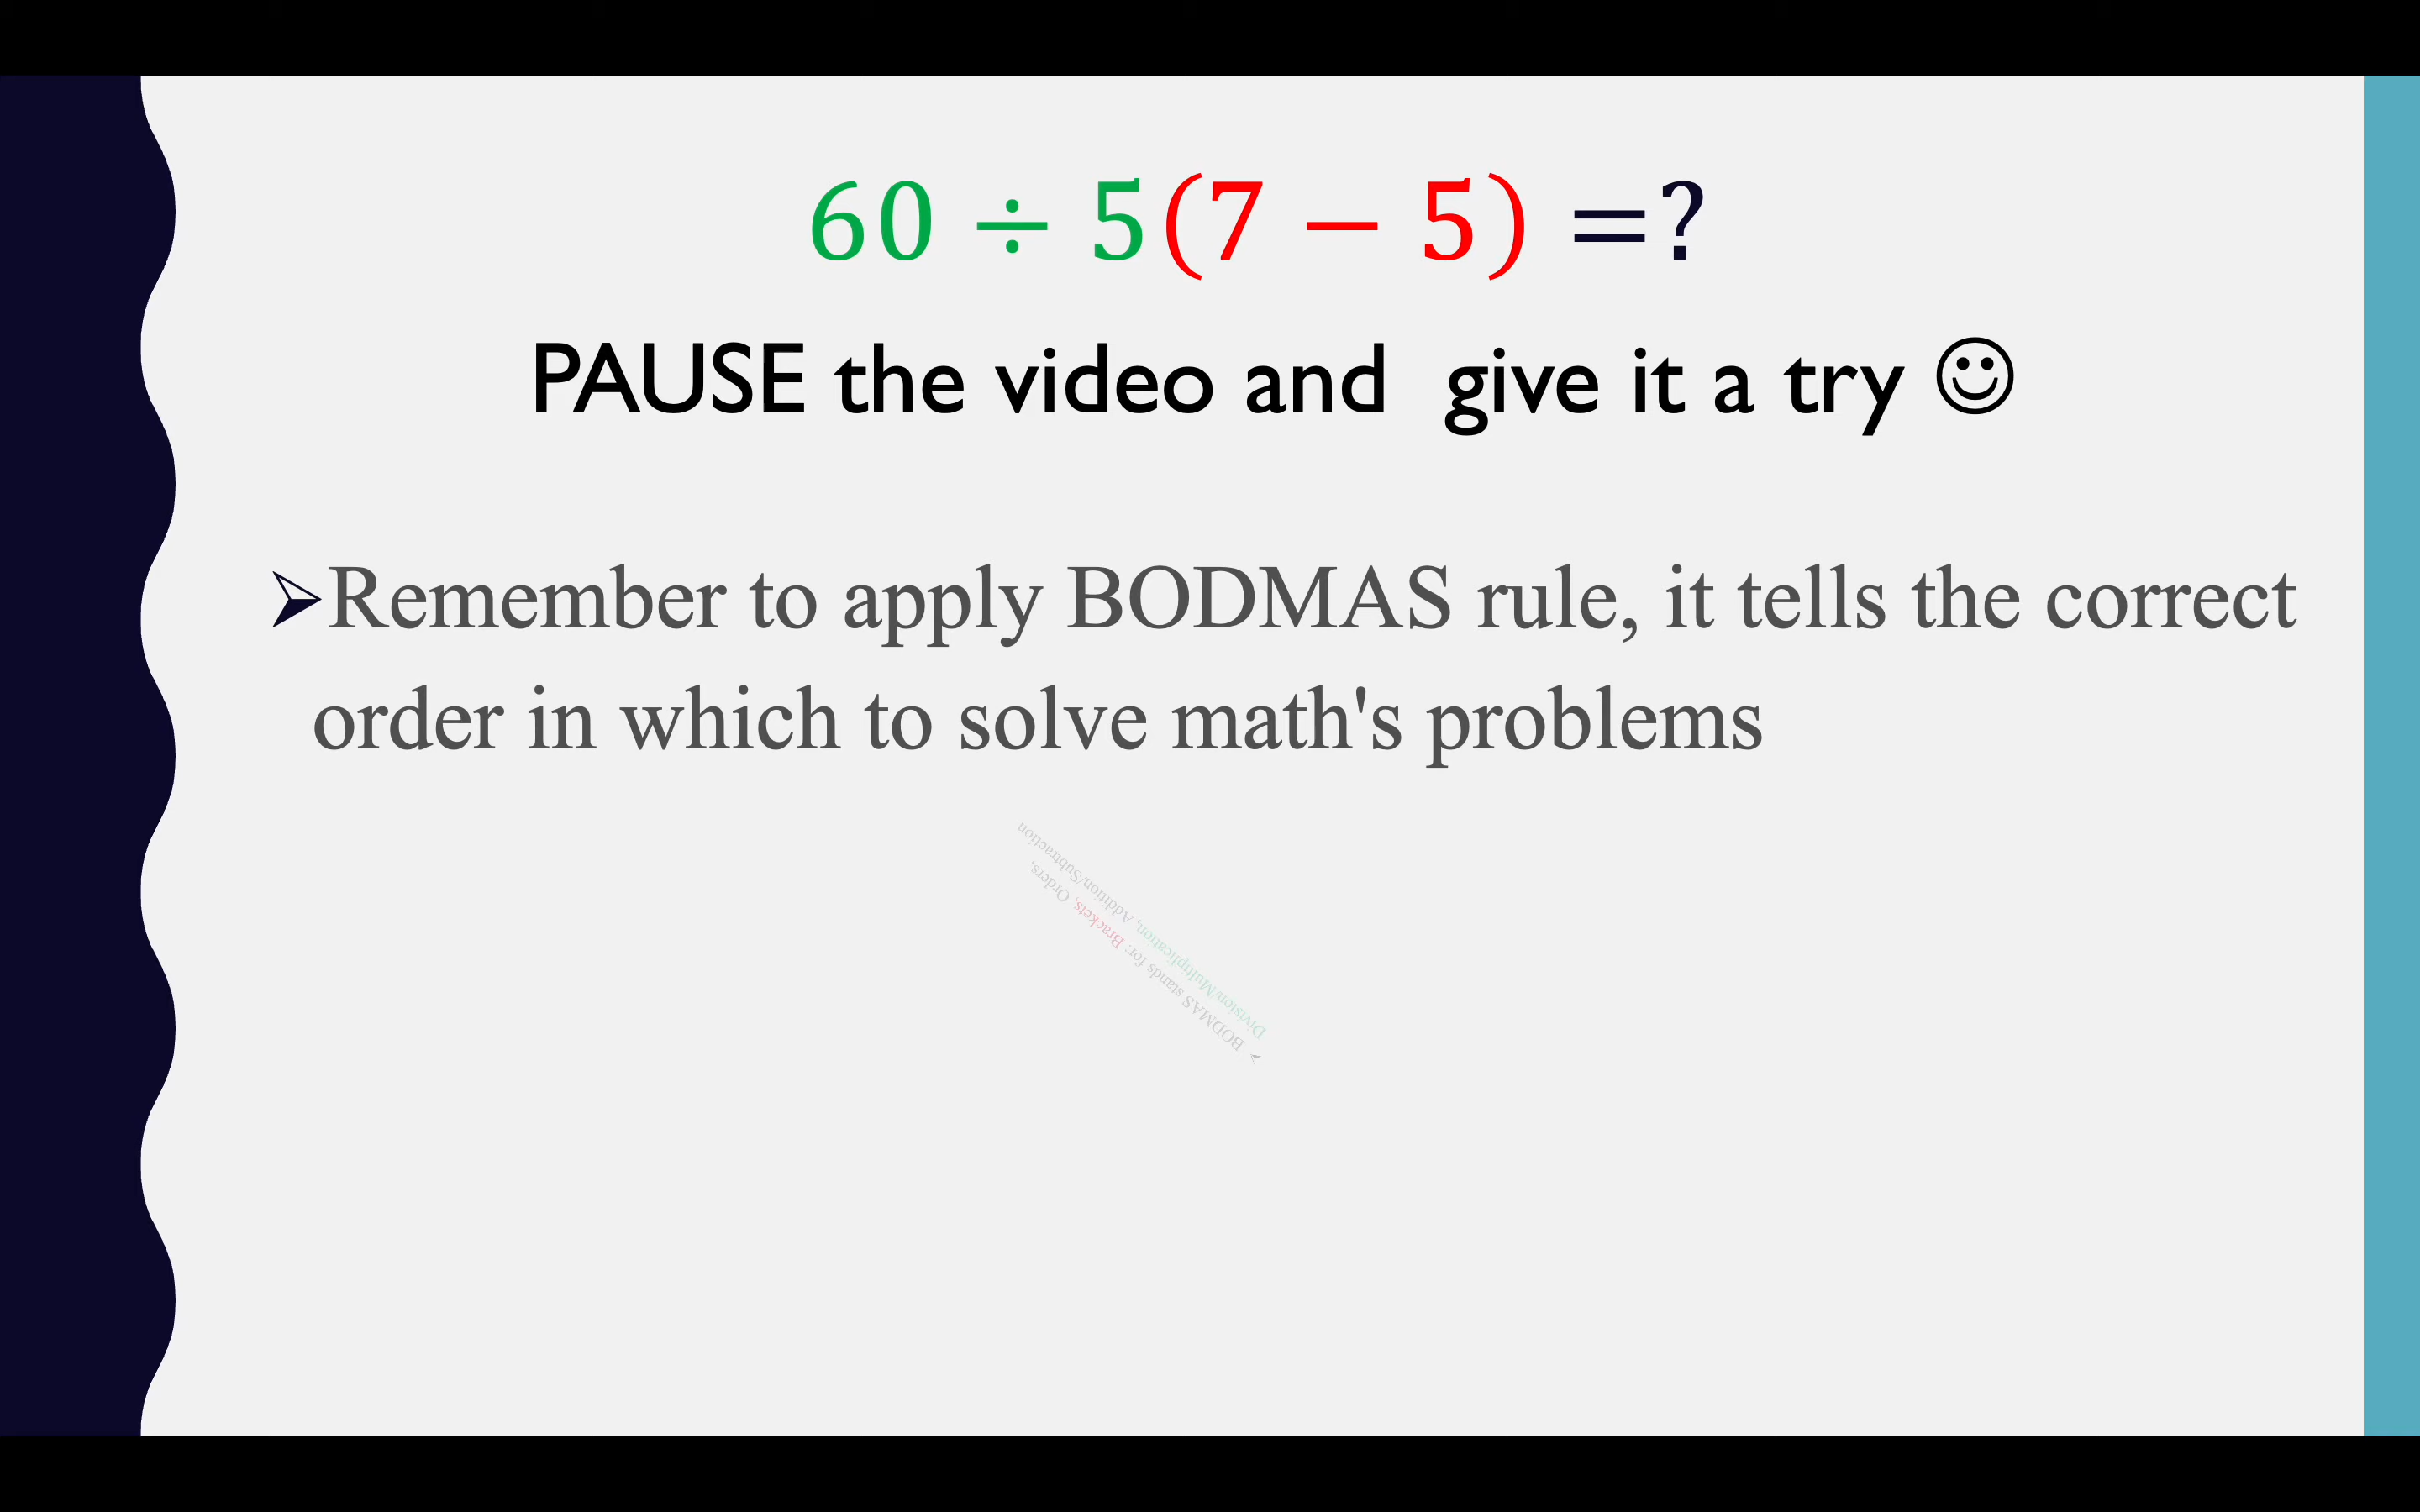 60 ÷ 5(7 − 5) =?
PAUSE the video and give it a try ☺
➢Remember to apply BODMAS rule, it tells the correct
order in which to solve math's problems
➢ BODMAS stands for: Brackets, Orders,
Division/Multiplication, Addition/Subtraction